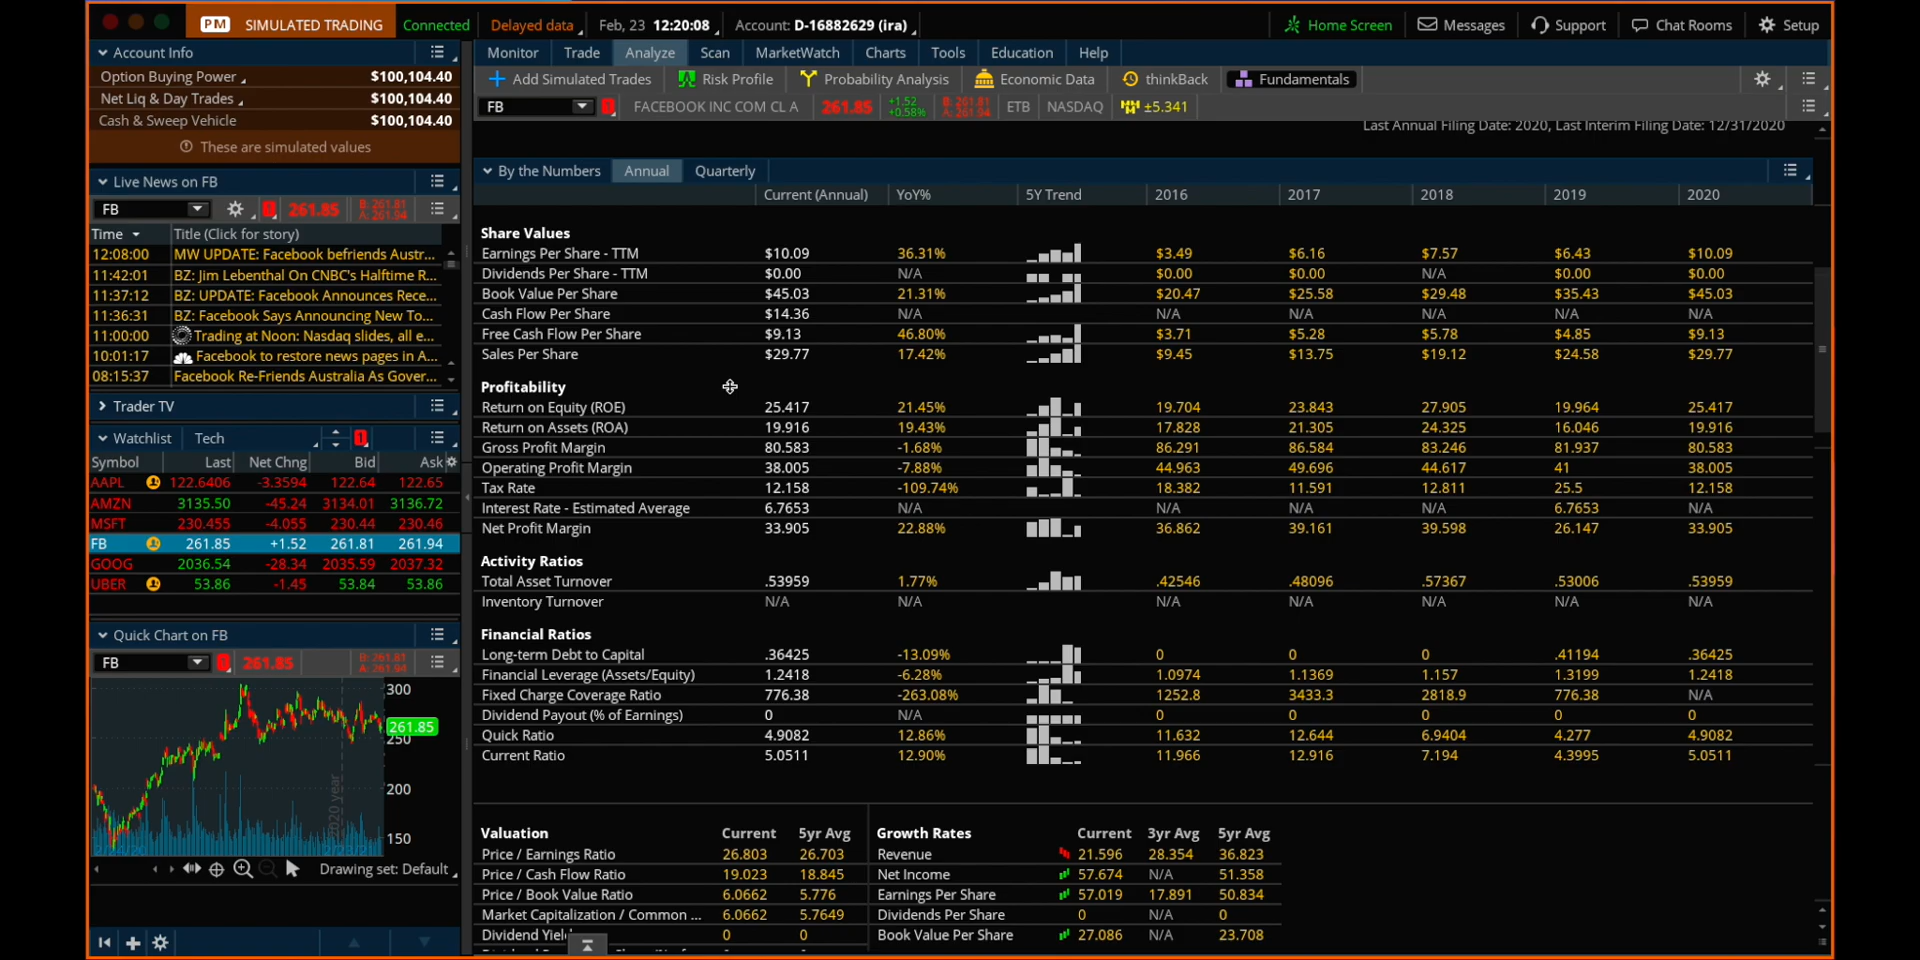 PM SIMULATED TRADING Connected Delayed data Feb, 23 12:20:08 Account: D-16882629 (ira) Home Screen Messages Support Chat Rooms Setup
Account Info
Option Buying Power $100,104.40
Net Liq & Day Trades $100,104.40
Cash & Sweep Vehicle $100,104.40
These are simulated values
Live News on FB
FB 1 261.85 B: 261.81 A: 261.94
Time Title (Click for story)
12:08:00 MW UPDATE: Facebook befriends Austr...
11:42:01 BZ: Jim Lebenthal On CNBC's Halftime R...
11:37:12 BZ: UPDATE: Facebook Announces Rece...
11:36:31 BZ: Facebook Says Announcing New To...
11:00:00 Trading at Noon: Nasdaq slides, all e...
10:01:17 Facebook to restore news pages in A...
08:15:37 Facebook Re-Friends Australia As Gover...
Trader TV
Watchlist Tech 1
Symbol Last Net Chng Bid Ask
AAPL 122.6406 -3.3594 122.64 122.65
AMZN 3135.50 -45.24 3134.01 3136.72
MSFT 230.455 -4.055 230.44 230.46
FB 261.85 +1.52 261.81 261.94
GOOG 2036.54 -28.34 2035.59 2037.32
UBER 53.86 -1.45 53.84 53.86
Quick Chart on FB
FB 1 261.85 B: 261.81 A: 261.94
300
261.85
250
200
150
2020 year
Drawing set: Default
Monitor Trade Analyze Scan MarketWatch Charts Tools Education Help
Add Simulated Trades Risk Profile Probability Analysis Economic Data thinkBack Fundamentals
FB 1 FACEBOOK INC COM CL A 261.85 +1.52 +0.58% B: 261.81 A: 261.94 ETB NASDAQ ±5.341
Last Annual Filing Date: 2020, Last Interim Filing Date: 12/31/2020
By the Numbers Annual Quarterly
Current (Annual) YoY% 5Y Trend 2016 2017 2018 2019 2020
Share Values
Earnings Per Share - TTM $10.09 36.31% $3.49 $6.16 $7.57 $6.43 $10.09
Dividends Per Share - TTM $0.00 N/A $0.00 $0.00 N/A $0.00 $0.00
Book Value Per Share $45.03 21.31% $20.47 $25.58 $29.48 $35.43 $45.03
Cash Flow Per Share $14.36 N/A N/A N/A N/A N/A N/A
Free Cash Flow Per Share $9.13 46.80% $3.71 $5.28 $5.78 $4.85 $9.13
Sales Per Share $29.77 17.42% $9.45 $13.75 $19.12 $24.58 $29.77
Profitability
Return on Equity (ROE) 25.417 21.45% 19.704 23.843 27.905 19.964 25.417
Return on Assets (ROA) 19.916 19.43% 17.828 21.305 24.325 16.046 19.916
Gross Profit Margin 80.583 -1.68% 86.291 86.584 83.246 81.937 80.583
Operating Profit Margin 38.005 -7.88% 44.963 49.696 44.617 41 38.005
Tax Rate 12.158 -109.74% 18.382 11.591 12.811 25.5 12.158
Interest Rate - Estimated Average 6.7653 N/A N/A N/A N/A 6.7653 N/A
Net Profit Margin 33.905 22.88% 36.862 39.161 39.598 26.147 33.905
Activity Ratios
Total Asset Turnover .53959 1.77% .42546 .48096 .57367 .53006 .53959
Inventory Turnover N/A N/A N/A N/A N/A N/A N/A
Financial Ratios
Long-term Debt to Capital .36425 -13.09% 0 0 0 .41194 .36425
Financial Leverage (Assets/Equity) 1.2418 -6.28% 1.0974 1.1369 1.157 1.3199 1.2418
Fixed Charge Coverage Ratio 776.38 -263.08% 1252.8 3433.3 2818.9 776.38 N/A
Dividend Payout (% of Earnings) 0 N/A 0 0 0 0 0
Quick Ratio 4.9082 12.86% 11.632 12.644 6.9404 4.277 4.9082
Current Ratio 5.0511 12.90% 11.966 12.916 7.194 4.3995 5.0511
Valuation Current 5yr Avg
Price / Earnings Ratio 26.803 26.703
Price / Cash Flow Ratio 19.023 18.845
Price / Book Value Ratio 6.0662 5.776
Market Capitalization / Common ... 6.0662 5.7649
Dividend Yield 0 0
Growth Rates Current 3yr Avg 5yr Avg
Revenue 21.596 28.354 36.823
Net Income 57.674 N/A 51.358
Earnings Per Share 57.019 17.891 50.834
Dividends Per Share 0 N/A 0
Book Value Per Share 27.086 N/A 23.708